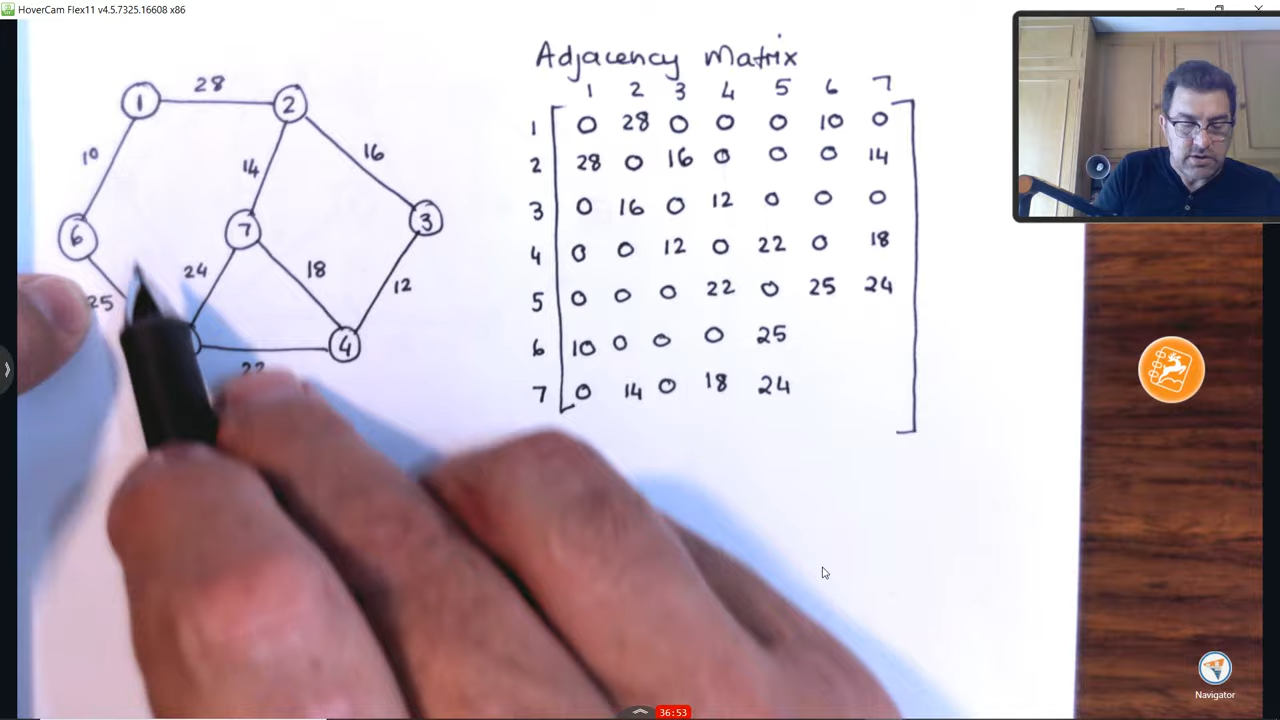 HoverCam Flex11 v4.5.7325.16608 x86
Adjacency Matrix
1 2 3 4 5 6 7
1 0 28 0 0 0 10 0
2 28 0 16 0 0 0 14
3 0 16 0 12 0 0 0
4 0 0 12 0 22 0 18
5 0 0 0 22 0 25 24
6 10 0 0 0 25
7 0 14 0 18 24
28
1
2
10
14
16
6
7
3
24
18
25
12
4
22
Navigator
36:53